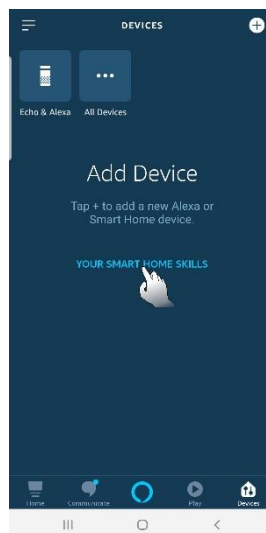 DEVICES
Echo & Alexa
All Devices
Add Device
Tap + to add a new Alexa or
Smart Home device.
YOUR SMART HOME SKILLS
Home
Communicate
Play
Devices